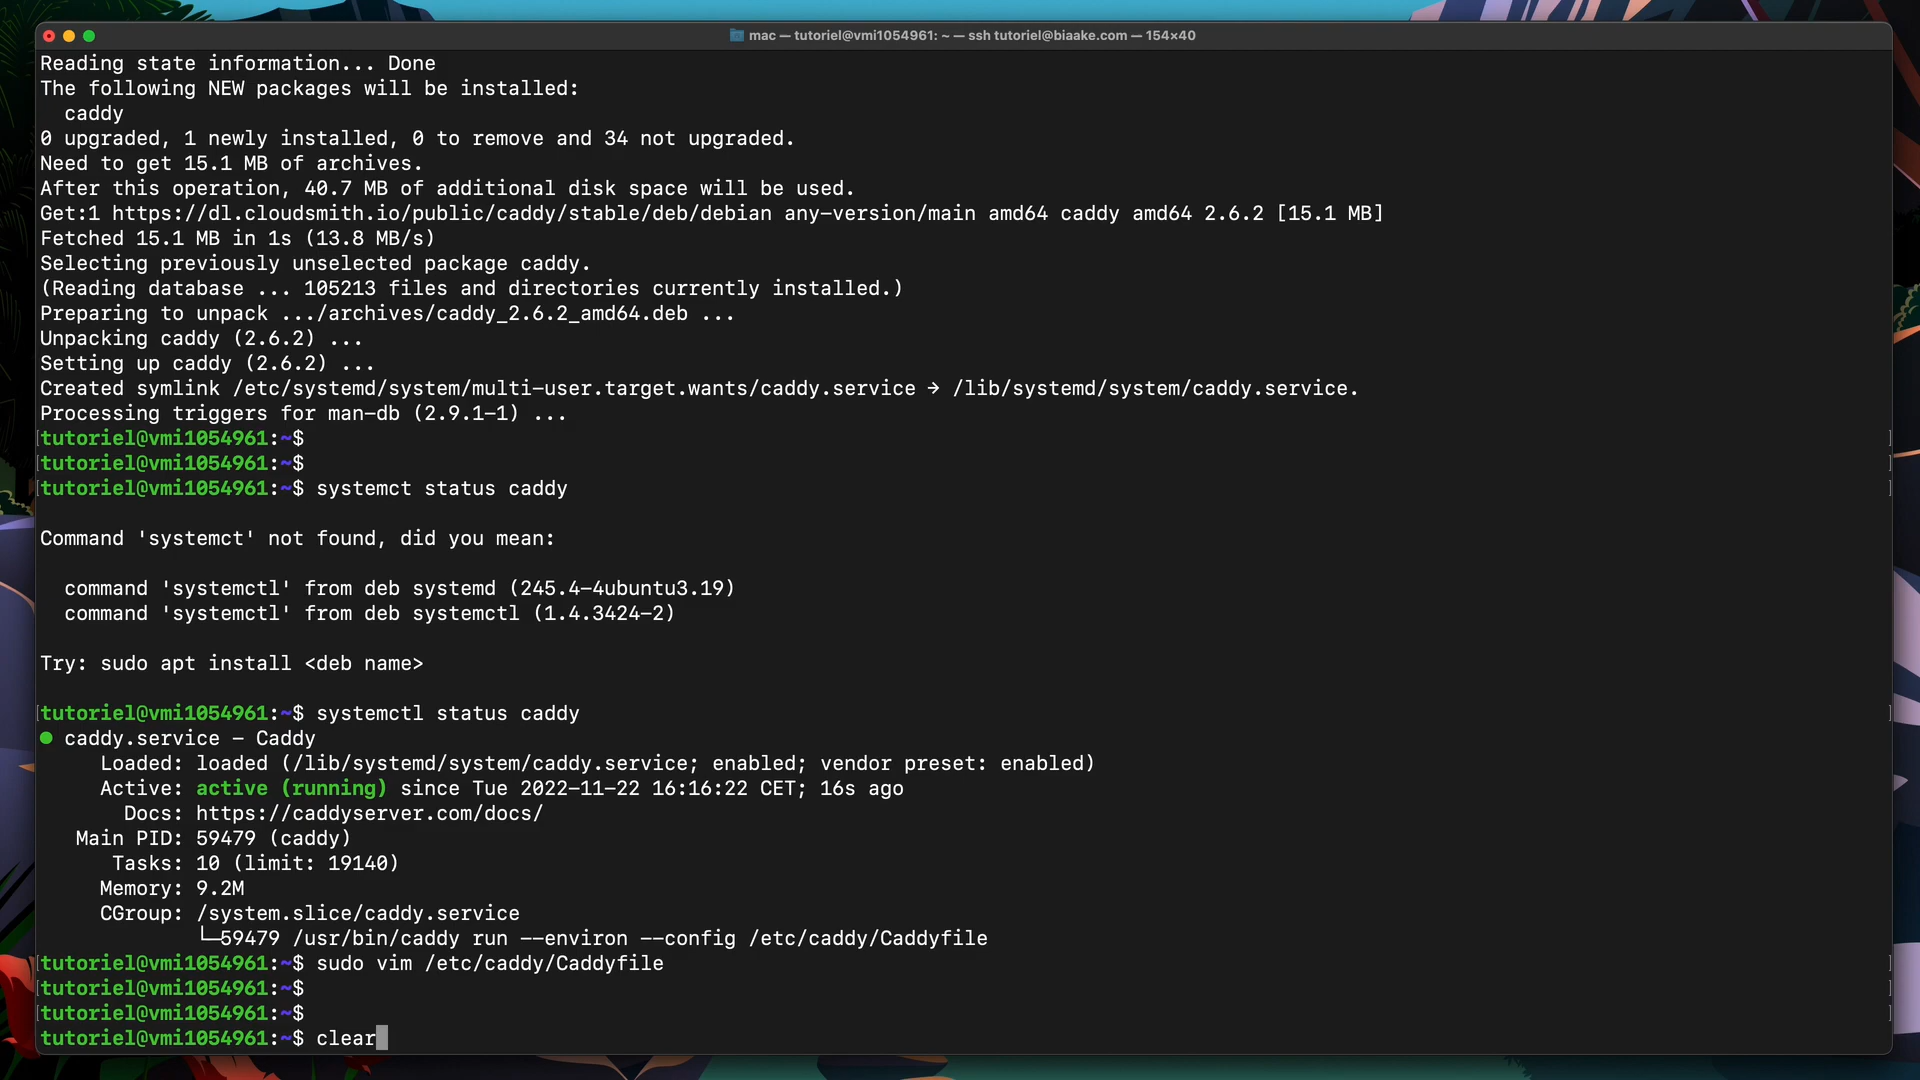 mac — tutoriel@vmi1054961: ~ — ssh tutoriel@biaake.com — 154×40
Reading state information... Done
The following NEW packages will be installed:
  caddy
0 upgraded, 1 newly installed, 0 to remove and 34 not upgraded.
Need to get 15.1 MB of archives.
After this operation, 40.7 MB of additional disk space will be used.
Get:1 https://dl.cloudsmith.io/public/caddy/stable/deb/debian any-version/main amd64 caddy amd64 2.6.2 [15.1 MB]
Fetched 15.1 MB in 1s (13.8 MB/s)
Selecting previously unselected package caddy.
(Reading database ... 105213 files and directories currently installed.)
Preparing to unpack .../archives/caddy_2.6.2_amd64.deb ...
Unpacking caddy (2.6.2) ...
Setting up caddy (2.6.2) ...
Created symlink /etc/systemd/system/multi-user.target.wants/caddy.service → /lib/systemd/system/caddy.service.
Processing triggers for man-db (2.9.1-1) ...
[tutoriel@vmi1054961:~$ ]
[tutoriel@vmi1054961:~$ ]
[tutoriel@vmi1054961:~$ systemct status caddy ]
Command 'systemct' not found, did you mean:
  command 'systemctl' from deb systemd (245.4-4ubuntu3.19)
  command 'systemctl' from deb systemctl (1.4.3424-2)
Try: sudo apt install <deb name>
[tutoriel@vmi1054961:~$ systemctl status caddy ]
● caddy.service - Caddy
     Loaded: loaded (/lib/systemd/system/caddy.service; enabled; vendor preset: enabled)
     Active: active (running) since Tue 2022-11-22 16:16:22 CET; 16s ago
       Docs: https://caddyserver.com/docs/
   Main PID: 59479 (caddy)
      Tasks: 10 (limit: 19140)
     Memory: 9.2M
     CGroup: /system.slice/caddy.service
             └─59479 /usr/bin/caddy run --environ --config /etc/caddy/Caddyfile
[tutoriel@vmi1054961:~$ sudo vim /etc/caddy/Caddyfile ]
[tutoriel@vmi1054961:~$ ]
[tutoriel@vmi1054961:~$ ]
tutoriel@vmi1054961:~$ clear